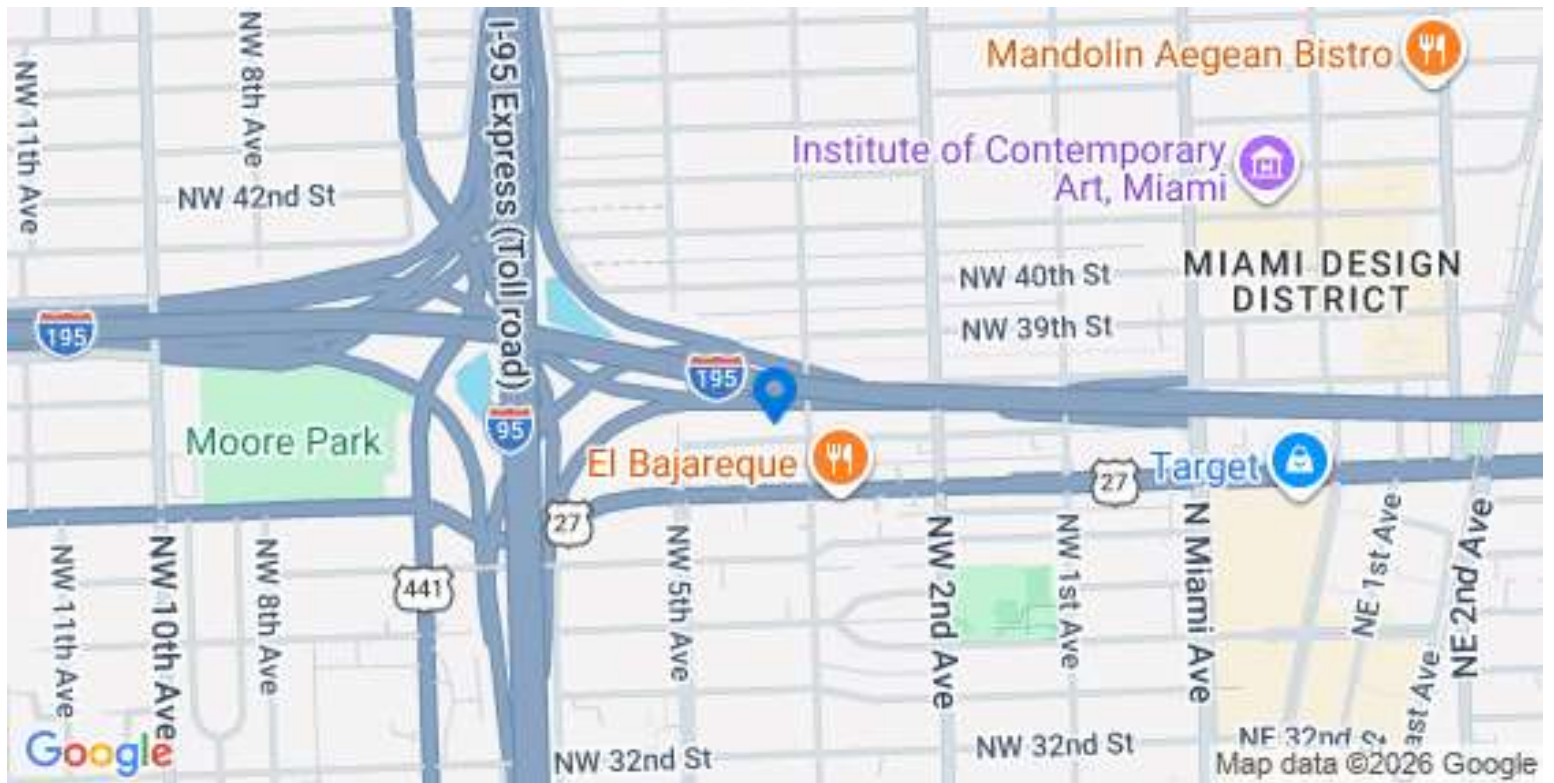 I-95 Express (Toll road)
NW 8th Ave
NW 11th Ave
Mandolin Aegean Bistro
Institute of Contemporary
Art, Miami
NW 42nd St
NW 40th St
MIAMI DESIGN
DISTRICT
NW 39th St
195
195
95
Moore Park
El Bajareque
Target
27
27
441
NW 11th Ave
NW 10th Ave
NW 8th Ave
NW 5th Ave
NW 2nd Ave
NW 1st Ave
N Miami Ave
NE 1st Ave
NE 2nd Ave
ast Ave
NW 32nd St
NW 32nd St
NE 32nd St
Google
Map data ©2026 Google